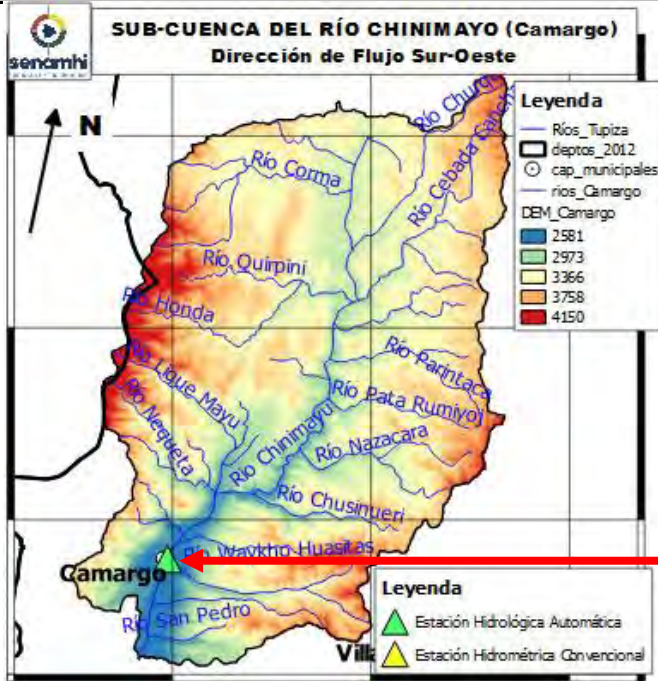 SUB-CUENCA DEL RÍO CHINIMAYO (Camargo)
Dirección de Flujo Sur-Oeste
senamhi
N
Leyenda
Ríos_Tupiza
deptos_2012
cap_municipales
rios_Camargo
DEM_Camargo
2581
2973
3366
3758
4150
Río Churq
Río Cebada Cancha
Río Corma
Río Quirpini
Río Honda
Río Parintaca
Río Lique Mayu
Río Pata Rumiyoj
Río Nequeta
Río Chinimayu
Río Nazacara
Río Chusinueri
Río Waykho Huasitas
Camargo
Río San Pedro
Villa
Leyenda
Estación Hidrológica Automática
Estación Hidrométrica Convencional